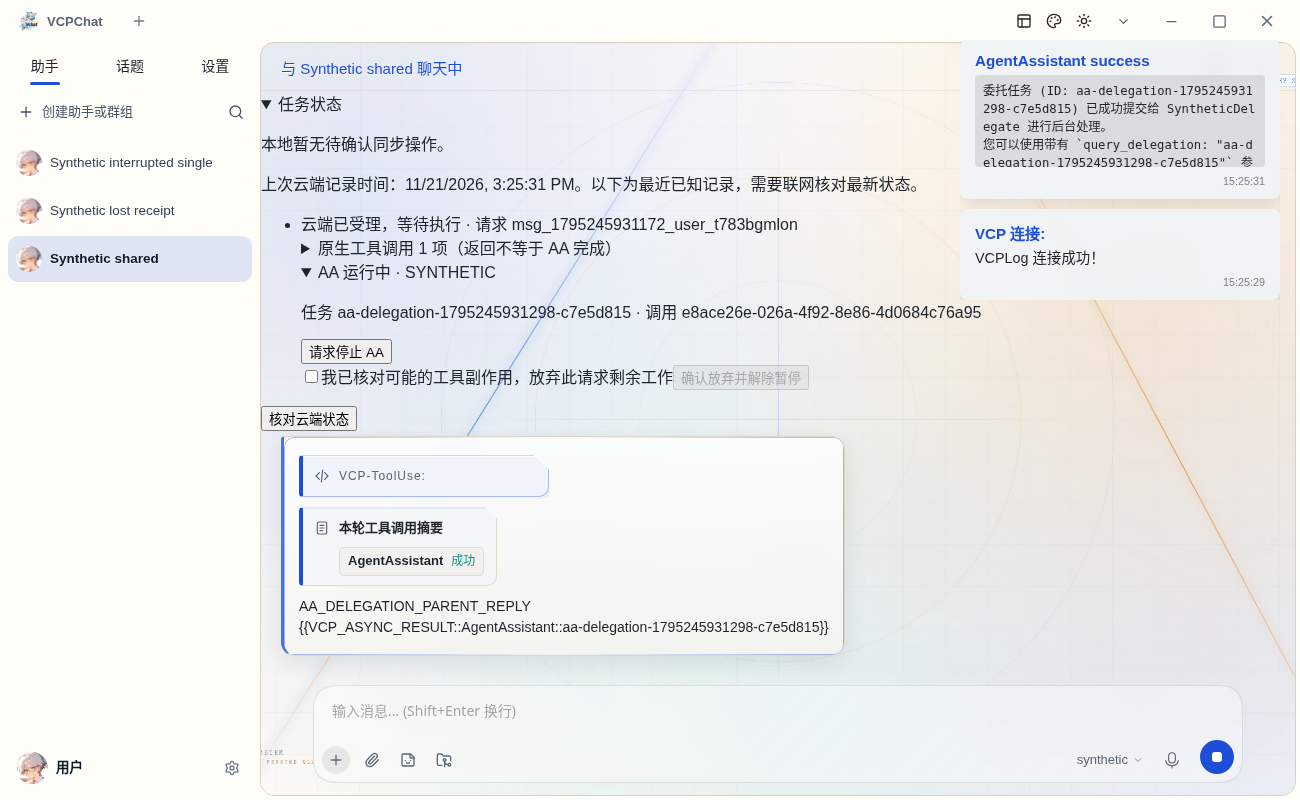 VCPChat
助手
话题
设置
创建助手或群组
Synthetic interrupted single
Synthetic lost receipt
Synthetic shared
用户
与 Synthetic shared 聊天中
▼ 任务状态
本地暂无待确认同步操作。
上次云端记录时间：11/21/2026, 3:25:31 PM。以下为最近已知记录，需要联网核对最新状态。
• 云端已受理，等待执行 · 请求 msg_1795245931172_user_t783bgmlon
▶ 原生工具调用 1 项（返回不等于 AA 完成）
▼ AA 运行中 · SYNTHETIC
任务 aa-delegation-1795245931298-c7e5d815 · 调用 e8ace26e-026a-4f92-8e86-4d0684c76a95
请求停止 AA
我已核对可能的工具副作用，放弃此请求剩余工作 确认放弃并解除暂停
核对云端状态
VCP-ToolUse:
本轮工具调用摘要
AgentAssistant 成功
AA_DELEGATION_PARENT_REPLY
{{VCP_ASYNC_RESULT::AgentAssistant::aa-delegation-1795245931298-c7e5d815}}
输入消息... (Shift+Enter 换行)
synthetic
AgentAssistant success
委托任务 (ID: aa-delegation-1795245931
298-c7e5d815) 已成功提交给 SyntheticDel
egate 进行后台处理。
您可以使用带有 `query_delegation: "aa-d
elegation-1795245931298-c7e5d815"` 参
15:25:31
VCP 连接:
VCPLog 连接成功！
15:25:29